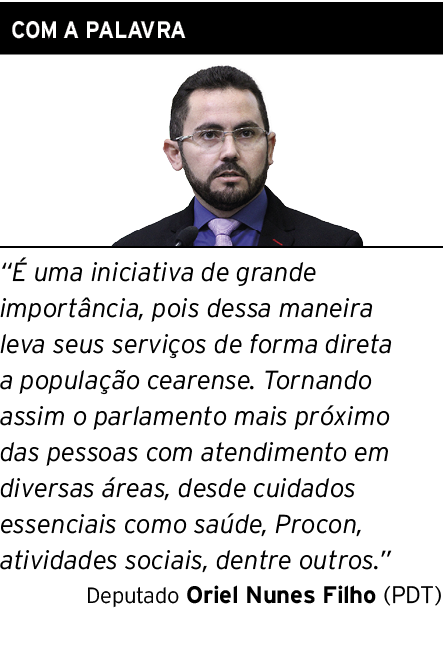 COM A PALAVRA
“É uma iniciativa de grande
importância, pois dessa maneira
leva seus serviços de forma direta
a população cearense. Tornando
assim o parlamento mais próximo
das pessoas com atendimento em
diversas áreas, desde cuidados
essenciais como saúde, Procon,
atividades sociais, dentre outros.”
Deputado Oriel Nunes Filho (PDT)